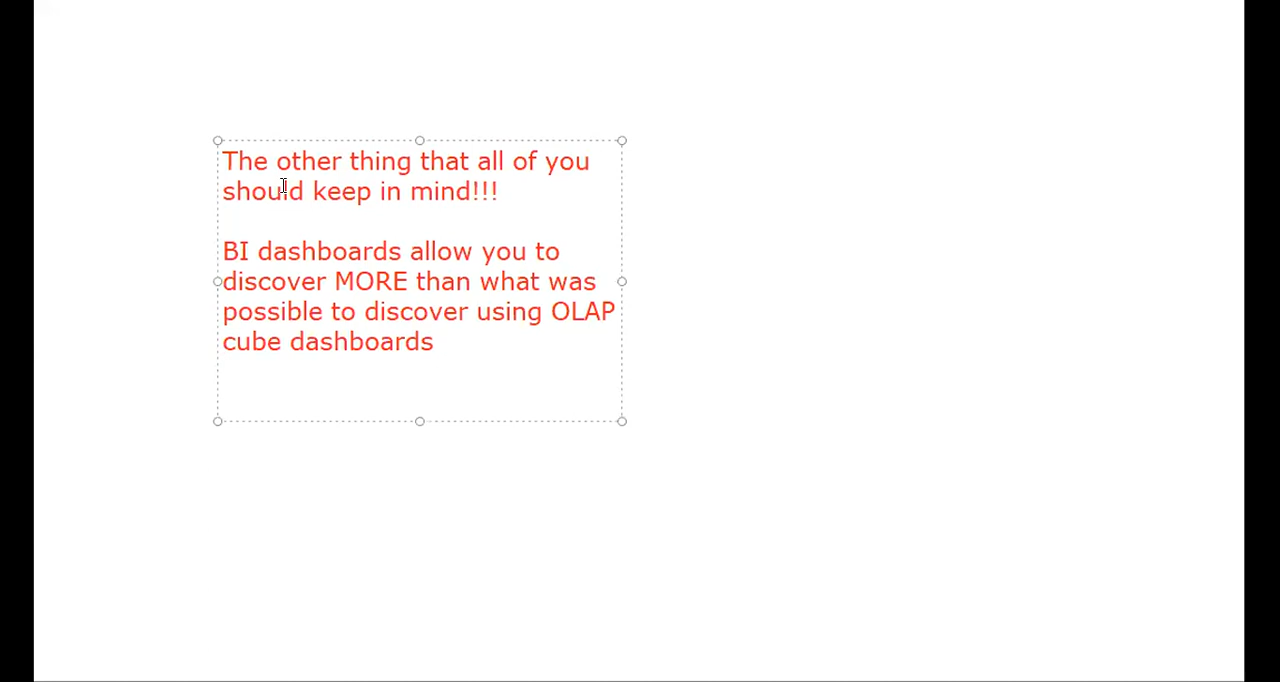 The other thing that all of you
should keep in mind!!!
BI dashboards allow you to
discover MORE than what was
possible to discover using OLAP
cube dashboards